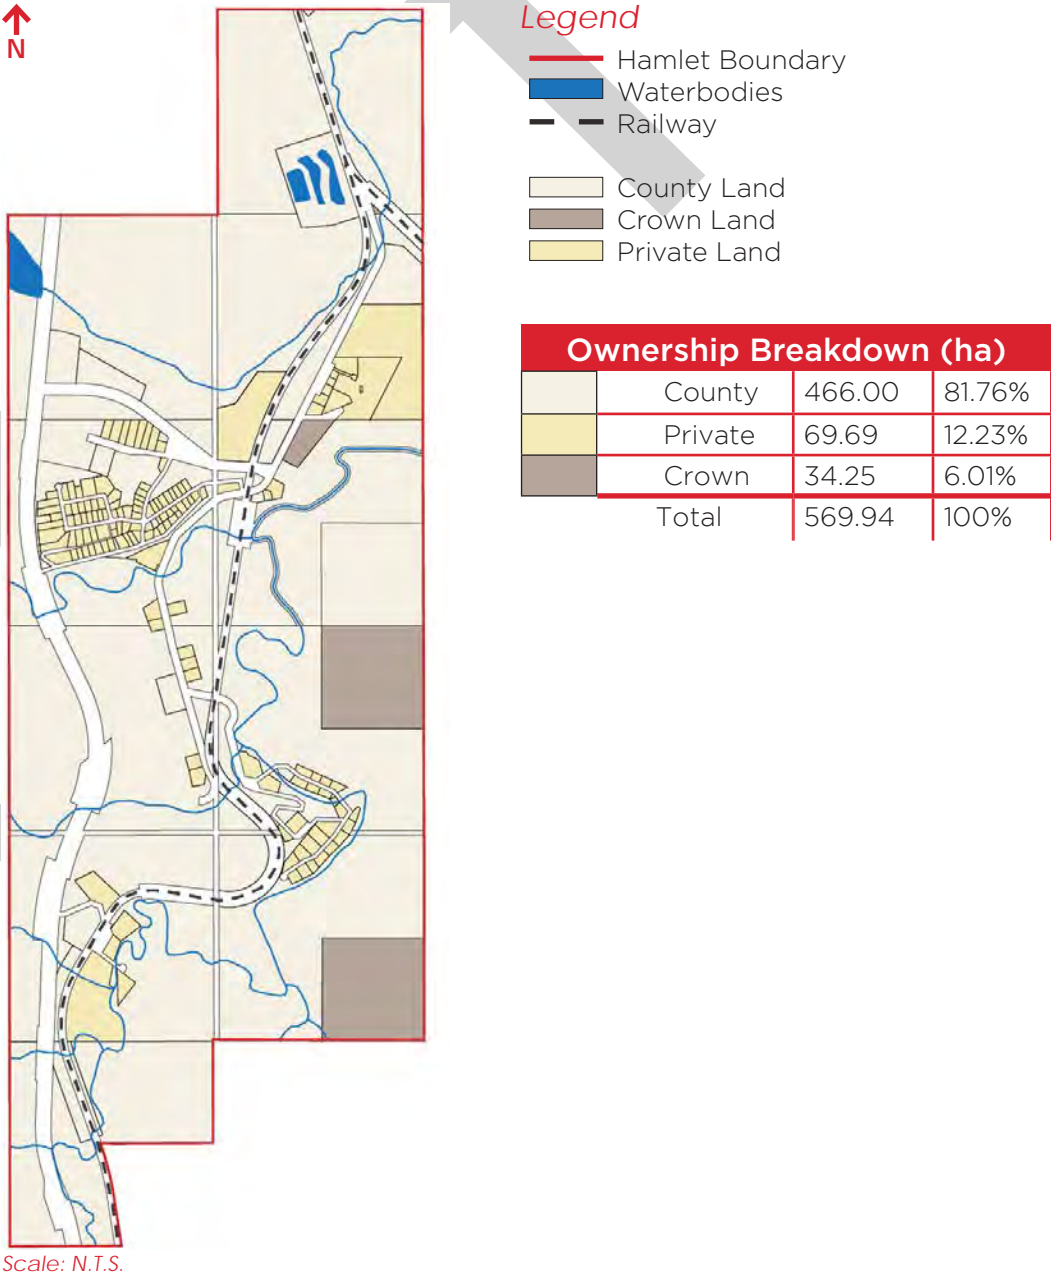 N
Legend
Hamlet Boundary
Waterbodies
Railway
County Land
Crown Land
Private Land
Ownership Breakdown (ha)
County 466.00 81.76%
Private 69.69 12.23%
Crown 34.25 6.01%
Total 569.94 100%
Scale: N.T.S.